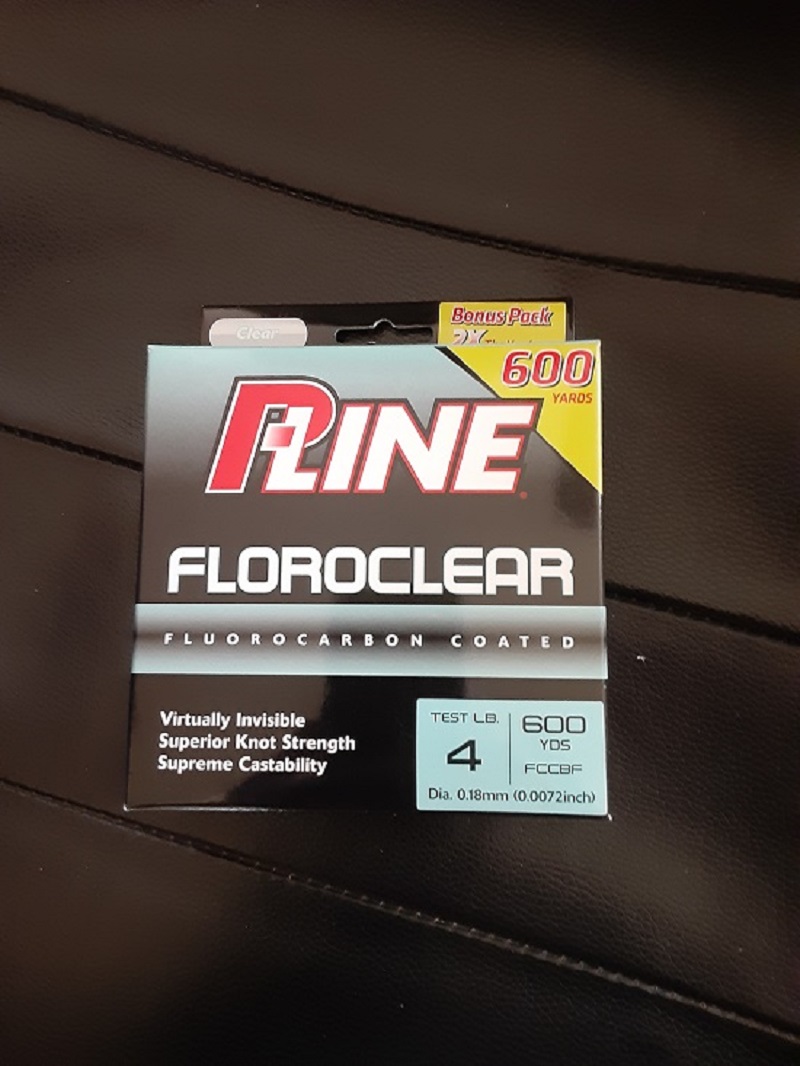 Clear
Bonus Pack
2X
600
YARDS
P-LINE
FLOROCLEAR
FLUOROCARBON COATED
Virtually Invisible
Superior Knot Strength
Supreme Castability
TEST LB.
4
600
YDS
FCCBF
Dia. 0.18mm (0.0072inch)